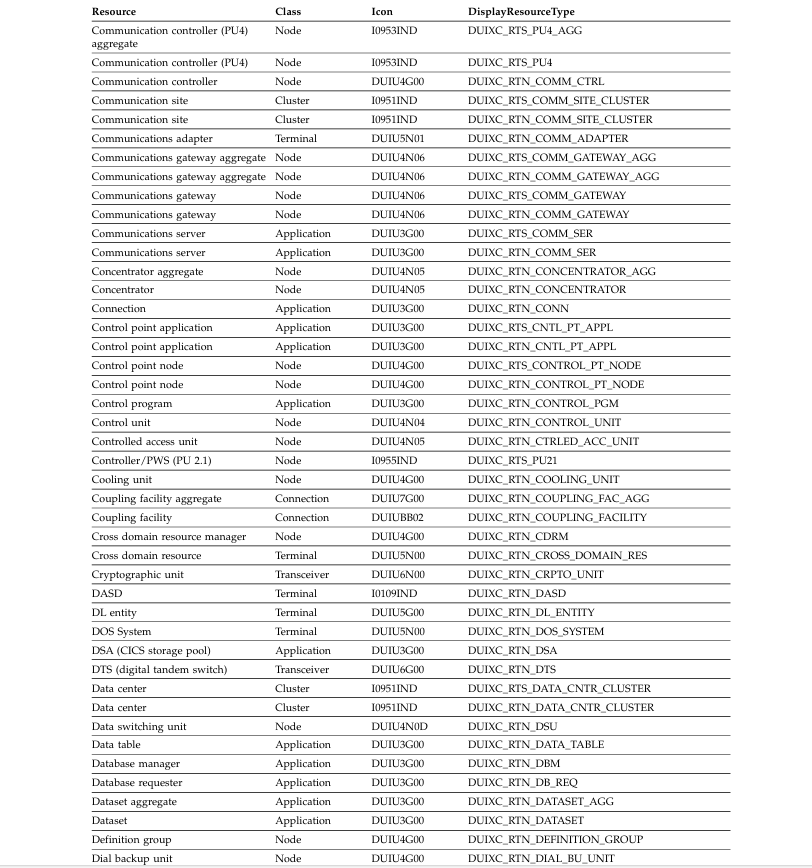 Resource Class Icon DisplayResourceType
Communication controller (PU4) Node I0953IND DUIXC_RTS_PU4_AGG
aggregate
Communication controller (PU4) Node I0953IND DUIXC_RTS_PU4
Communication controller Node DUIU4G00 DUIXC_RTN_COMM_CTRL
Communication site Cluster I0951IND DUIXC_RTS_COMM_SITE_CLUSTER
Communication site Cluster I0951IND DUIXC_RTN_COMM_SITE_CLUSTER
Communications adapter Terminal DUIU5N01 DUIXC_RTN_COMM_ADAPTER
Communications gateway aggregate Node DUIU4N06 DUIXC_RTS_COMM_GATEWAY_AGG
Communications gateway aggregate Node DUIU4N06 DUIXC_RTN_COMM_GATEWAY_AGG
Communications gateway Node DUIU4N06 DUIXC_RTS_COMM_GATEWAY
Communications gateway Node DUIU4N06 DUIXC_RTN_COMM_GATEWAY
Communications server Application DUIU3G00 DUIXC_RTS_COMM_SER
Communications server Application DUIU3G00 DUIXC_RTN_COMM_SER
Concentrator aggregate Node DUIU4N05 DUIXC_RTN_CONCENTRATOR_AGG
Concentrator Node DUIU4N05 DUIXC_RTN_CONCENTRATOR
Connection Application DUIU3G00 DUIXC_RTN_CONN
Control point application Application DUIU3G00 DUIXC_RTS_CNTL_PT_APPL
Control point application Application DUIU3G00 DUIXC_RTN_CNTL_PT_APPL
Control point node Node DUIU4G00 DUIXC_RTS_CONTROL_PT_NODE
Control point node Node DUIU4G00 DUIXC_RTN_CONTROL_PT_NODE
Control program Application DUIU3G00 DUIXC_RTN_CONTROL_PGM
Control unit Node DUIU4N04 DUIXC_RTN_CONTROL_UNIT
Controlled access unit Node DUIU4N05 DUIXC_RTN_CTRLED_ACC_UNIT
Controller/PWS (PU 2.1) Node I0955IND DUIXC_RTS_PU21
Cooling unit Node DUIU4G00 DUIXC_RTN_COOLING_UNIT
Coupling facility aggregate Connection DUIU7G00 DUIXC_RTN_COUPLING_FAC_AGG
Coupling facility Connection DUIUBB02 DUIXC_RTN_COUPLING_FACILITY
Cross domain resource manager Node DUIU4G00 DUIXC_RTN_CDRM
Cross domain resource Terminal DUIU5N00 DUIXC_RTN_CROSS_DOMAIN_RES
Cryptographic unit Transceiver DUIU6N00 DUIXC_RTN_CRPTO_UNIT
DASD Terminal I0109IND DUIXC_RTN_DASD
DL entity Terminal DUIU5G00 DUIXC_RTN_DL_ENTITY
DOS System Terminal DUIU5N00 DUIXC_RTN_DOS_SYSTEM
DSA (CICS storage pool) Application DUIU3G00 DUIXC_RTN_DSA
DTS (digital tandem switch) Transceiver DUIU6G00 DUIXC_RTN_DTS
Data center Cluster I0951IND DUIXC_RTS_DATA_CNTR_CLUSTER
Data center Cluster I0951IND DUIXC_RTN_DATA_CNTR_CLUSTER
Data switching unit Node DUIU4N0D DUIXC_RTN_DSU
Data table Application DUIU3G00 DUIXC_RTN_DATA_TABLE
Database manager Application DUIU3G00 DUIXC_RTN_DBM
Database requester Application DUIU3G00 DUIXC_RTN_DB_REQ
Dataset aggregate Application DUIU3G00 DUIXC_RTN_DATASET_AGG
Dataset Application DUIU3G00 DUIXC_RTN_DATASET
Definition group Node DUIU4G00 DUIXC_RTN_DEFINITION_GROUP
Dial backup unit Node DUIU4G00 DUIXC_RTN_DIAL_BU_UNIT